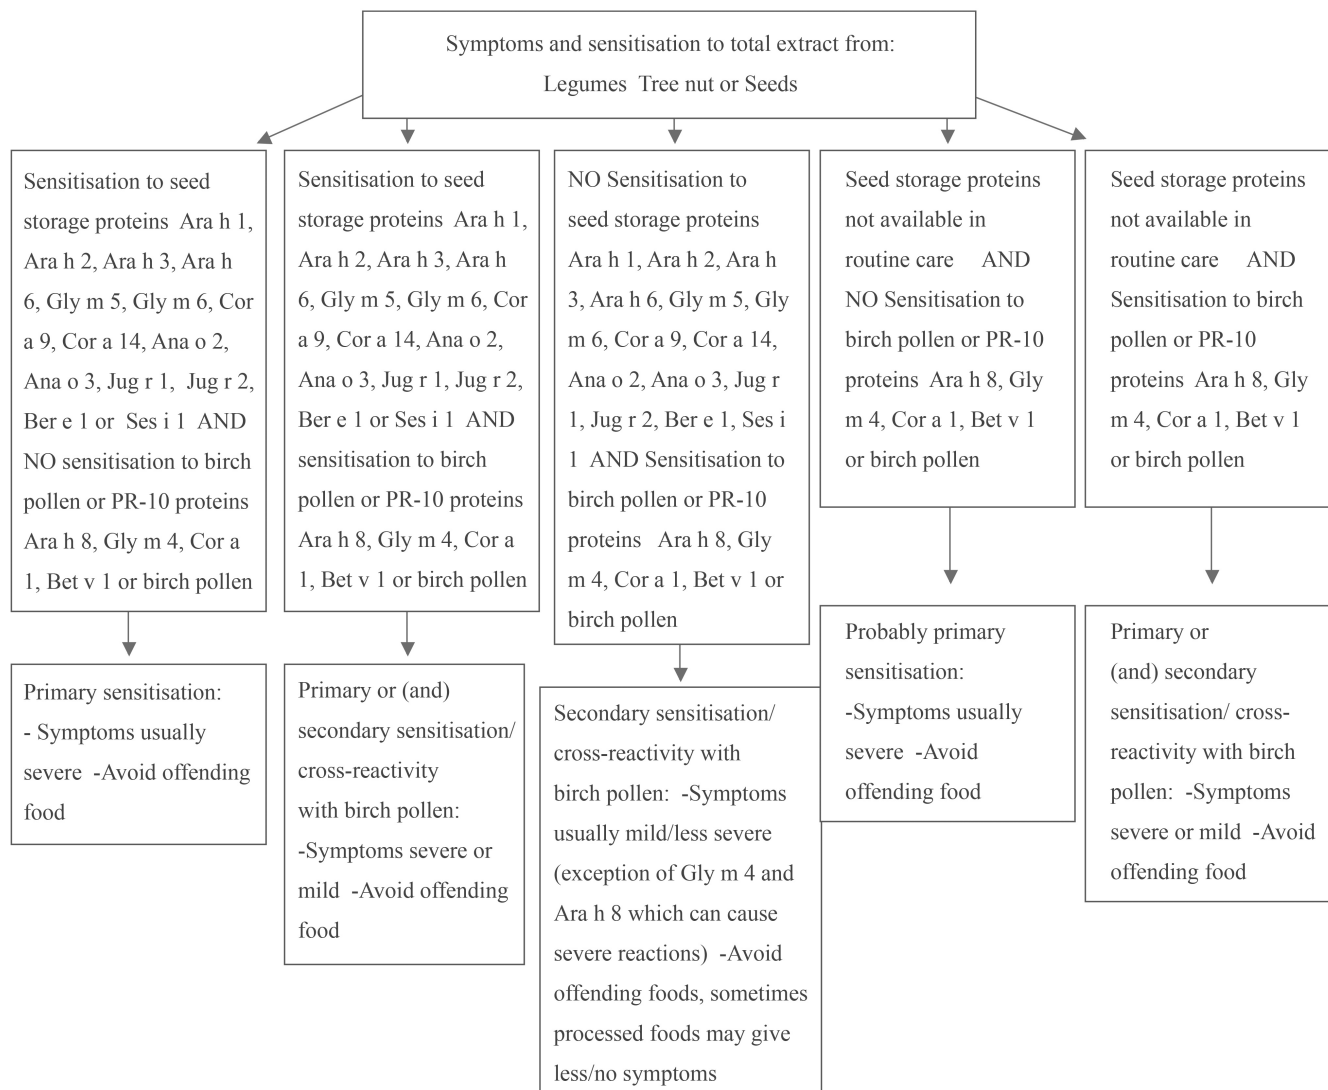 Symptoms and sensitisation to total extract from:
Legumes Tree nut or Seeds
Sensitisation to seed
storage proteins Ara h 1,
Ara h 2, Ara h 3, Ara h
6, Gly m 5, Gly m 6, Cor
a 9, Cor a 14, Ana o 2,
Ana o 3, Jug r 1, Jug r 2,
Ber e 1 or Ses i 1 AND
NO sensitisation to birch
pollen or PR-10 proteins
Ara h 8, Gly m 4, Cor a
1, Bet v 1 or birch pollen
Sensitisation to seed
storage proteins Ara h 1,
Ara h 2, Ara h 3, Ara h
6, Gly m 5, Gly m 6, Cor
a 9, Cor a 14, Ana o 2,
Ana o 3, Jug r 1, Jug r 2,
Ber e 1 or Ses i 1 AND
sensitisation to birch
pollen or PR-10 proteins
Ara h 8, Gly m 4, Cor a
1, Bet v 1 or birch pollen
NO Sensitisation to
seed storage proteins
Ara h 1, Ara h 2, Ara h
3, Ara h 6, Gly m 5, Gly
m 6, Cor a 9, Cor a 14,
Ana o 2, Ana o 3, Jug r
1, Jug r 2, Ber e 1, Ses i
1 AND Sensitisation to
birch pollen or PR-10
proteins Ara h 8, Gly
m 4, Cor a 1, Bet v 1 or
birch pollen
Seed storage proteins
not available in
routine care AND
NO Sensitisation to
birch pollen or PR-10
proteins Ara h 8, Gly
m 4, Cor a 1, Bet v 1
or birch pollen
Seed storage proteins
not available in
routine care AND
Sensitisation to birch
pollen or PR-10
proteins Ara h 8, Gly
m 4, Cor a 1, Bet v 1
or birch pollen
Primary sensitisation:
- Symptoms usually
severe -Avoid offending
food
Primary or (and)
secondary sensitisation/
cross-reactivity
with birch pollen:
-Symptoms severe or
mild -Avoid offending
food
Secondary sensitisation/
cross-reactivity with
birch pollen: -Symptoms
usually mild/less severe
(exception of Gly m 4 and
Ara h 8 which can cause
severe reactions) -Avoid
offending foods, sometimes
processed foods may give
less/no symptoms
Probably primary
sensitisation:
-Symptoms usually
severe -Avoid
offending food
Primary or
(and) secondary
sensitisation/ cross-
reactivity with birch
pollen: -Symptoms
severe or mild -Avoid
offending food